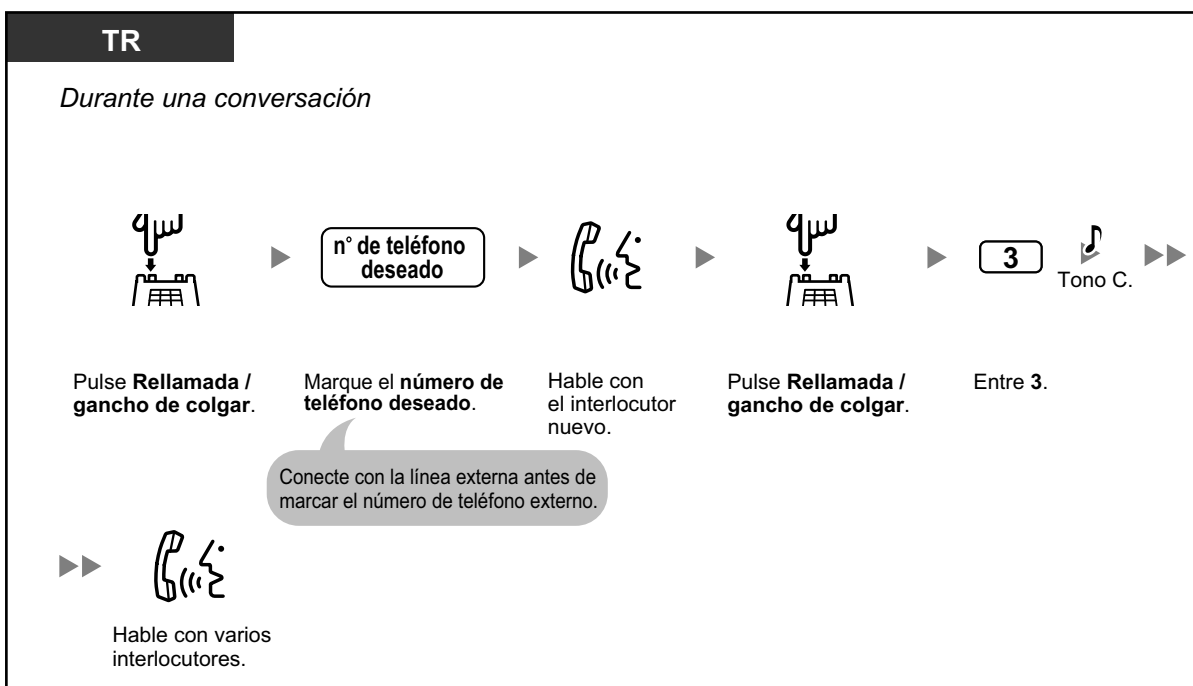 TR
Durante una conversación
n° de teléfono
deseado
3
Tono C.
Pulse Rellamada /
gancho de colgar.
Marque el número de
teléfono deseado.
Hable con
el interlocutor
nuevo.
Pulse Rellamada /
gancho de colgar.
Entre 3.
Conecte con la línea externa antes de
marcar el número de teléfono externo.
Hable con varios
interlocutores.